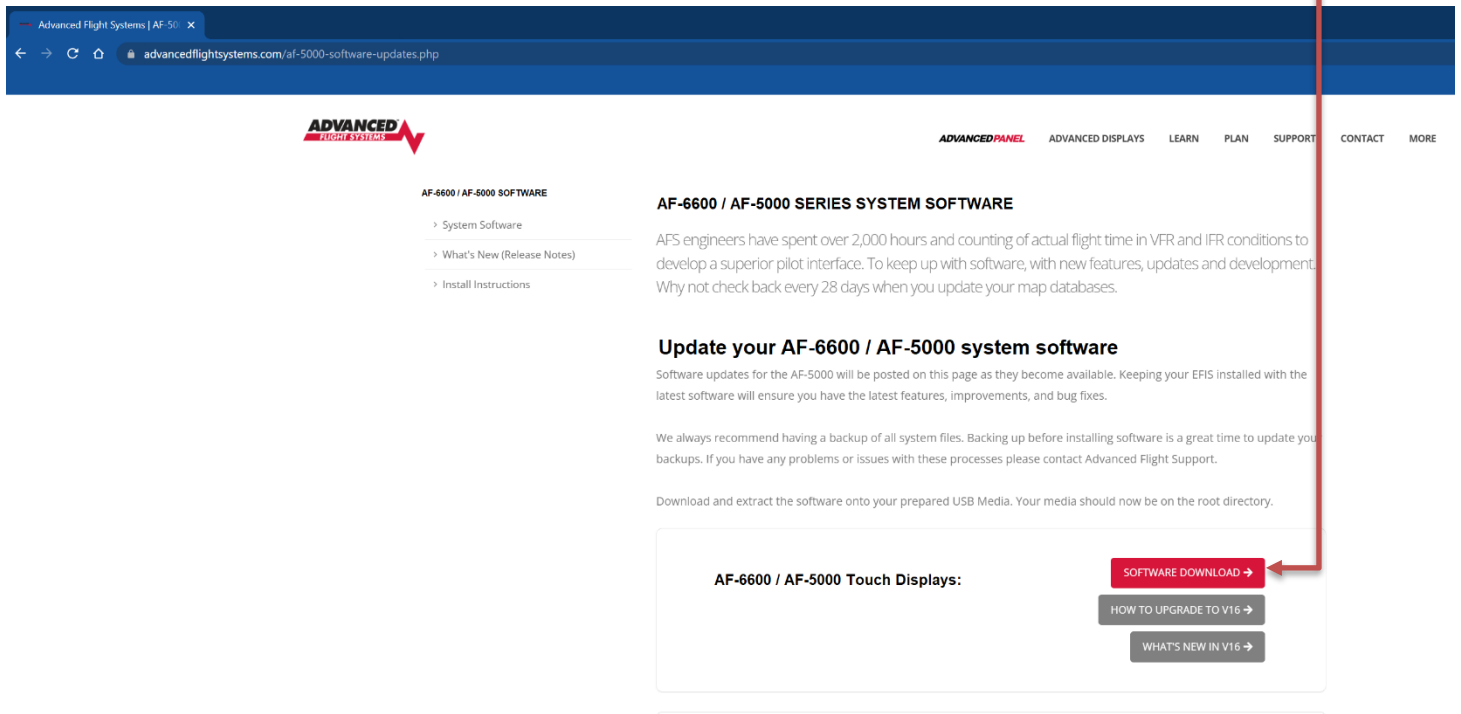 Advanced Flight Systems | AF-50
advancedflightsystems.com/af-5000-software-updates.php
ADVANCED
FLIGHT SYSTEMS
ADVANCEDPANEL ADVANCED DISPLAYS LEARN PLAN SUPPORT CONTACT MORE
AF-6600 / AF-5000 SOFTWARE
System Software
What's New (Release Notes)
Install Instructions
AF-6600 / AF-5000 SERIES SYSTEM SOFTWARE
AFS engineers have spent over 2,000 hours and counting of actual flight time in VFR and IFR conditions to
develop a superior pilot interface. To keep up with software, with new features, updates and development.
Why not check back every 28 days when you update your map databases.
Update your AF-6600 / AF-5000 system software
Software updates for the AF-5000 will be posted on this page as they become available. Keeping your EFIS installed with the
latest software will ensure you have the latest features, improvements, and bug fixes.
We always recommend having a backup of all system files. Backing up before installing software is a great time to update you
backups. If you have any problems or issues with these processes please contact Advanced Flight Support.
Download and extract the software onto your prepared USB Media. Your media should now be on the root directory.
AF-6600 / AF-5000 Touch Displays:
SOFTWARE DOWNLOAD →
HOW TO UPGRADE TO V16 →
WHAT'S NEW IN V16 →